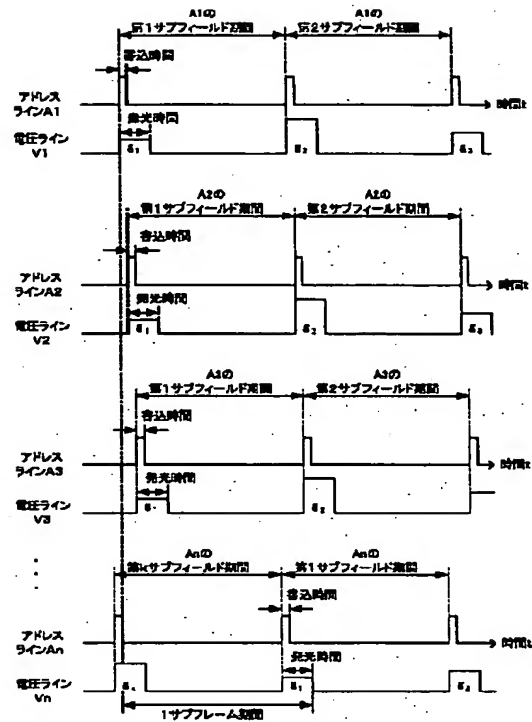 A1の
第1サブフィールド期間
A1の
第2サブフィールド期間
書込時間
アドレス
ラインA1
時間t
発光時間
電圧ライン
V1
g1
g2
g3
A2の
第1サブフィールド期間
A2の
第2サブフィールド期間
書込時間
アドレス
ラインA2
時間t
発光時間
電圧ライン
V2
g1
g2
g3
A3の
第1サブフィールド期間
A3の
第2サブフィールド期間
書込時間
アドレス
ラインA3
時間t
発光時間
電圧ライン
V3
g2
Anの
第kサブフィールド期間
Anの
第1サブフィールド期間
書込時間
アドレス
ラインAn
時間t
発光時間
電圧ライン
Vn
g1
1サブフレーム期間